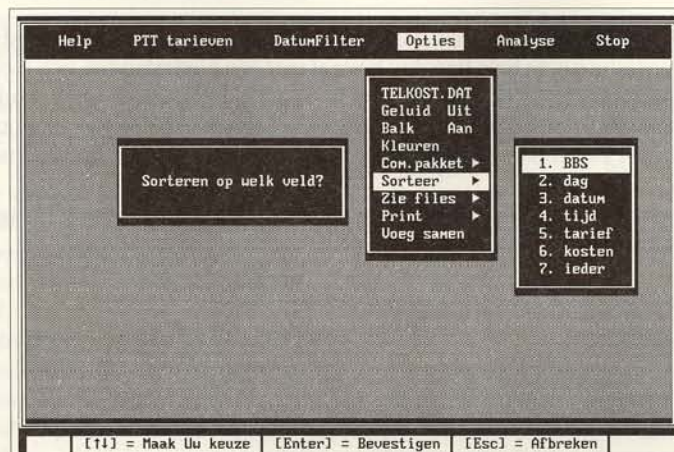 Help PTT tarieven DatumFilter Opties Analyse Stop
TELKOST.DAT
Geluid Uit
Balk Aan
Kleuren
Com.pakket ►
Sorteer ►
Zie files ►
Print ►
Voeg samen
Sorteren op welk veld?
1. BBS
2. dag
3. datum
4. tijd
5. tarief
6. kosten
7. ieder
[↑↓] = Maak Uw keuze [Enter] = Bevestigen [Esc] = Afbreken